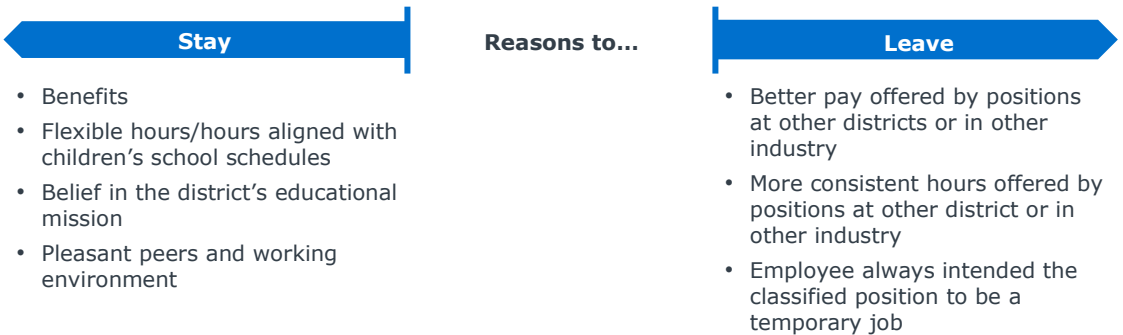 Stay
Reasons to…
Leave
• Benefits
• Flexible hours/hours aligned with
children’s school schedules
• Belief in the district’s educational
mission
• Pleasant peers and working
environment
• Better pay offered by positions
at other districts or in other
industry
• More consistent hours offered by
positions at other district or in
other industry
• Employee always intended the
classified position to be a
temporary job